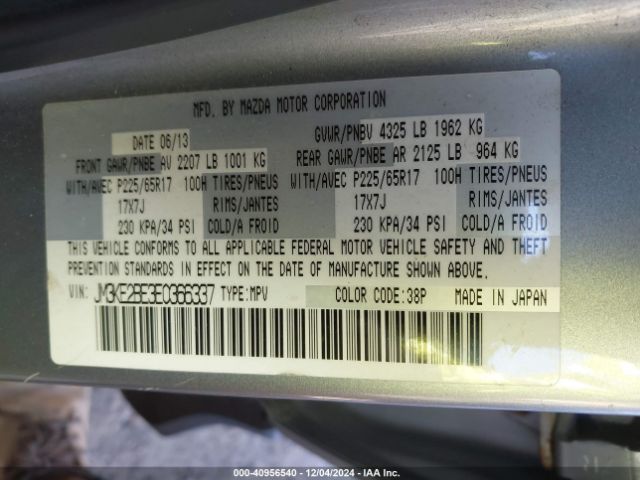 MFD. BY MAZDA MOTOR CORPORATION
DATE 06/13 GVWR/PNBV 4325 LB 1962 KG
FRONT GAWR/PNBE AV 2207 LB 1001 KG REAR GAWR/PNBE AR 2125 LB 964 KG
WITH/AVEC P225/65R17 100H TIRES/PNEUS WITH/AVEC P225/65R17 100H TIRES/PNEUS
17X7J RIMS/JANTES 17X7J RIMS/JANTES
230 KPA/34 PSI COLD/A FROID 230 KPA/34 PSI COLD/A FROID
THIS VEHICLE CONFORMS TO ALL APPLICABLE FEDERAL MOTOR VEHICLE SAFETY AND THEFT
PREVENTION STANDARDS IN EFFECT ON THE DATE OF MANUFACTURE SHOWN ABOVE.
VIN: JM3KE2BE3E0366337 TYPE:MPV COLOR CODE:38P MADE IN JAPAN
000-40956540 - 12/04/2024 - IAA Inc.